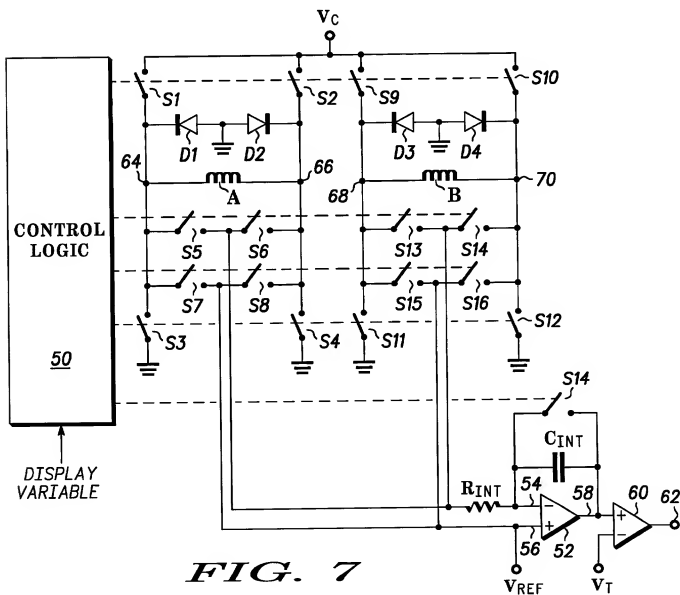 VC
S1
S2
S9
S10
D1
D2
D3
D4
64
A
66
68
B
70
CONTROL
LOGIC
50
S5
S6
S13
S14
S7
S8
S15
S16
S3
S4
S11
S12
S14
CINT
DISPLAY
VARIABLE
RINT
54
58
60
62
56
52
VREF
VT
FIG. 7